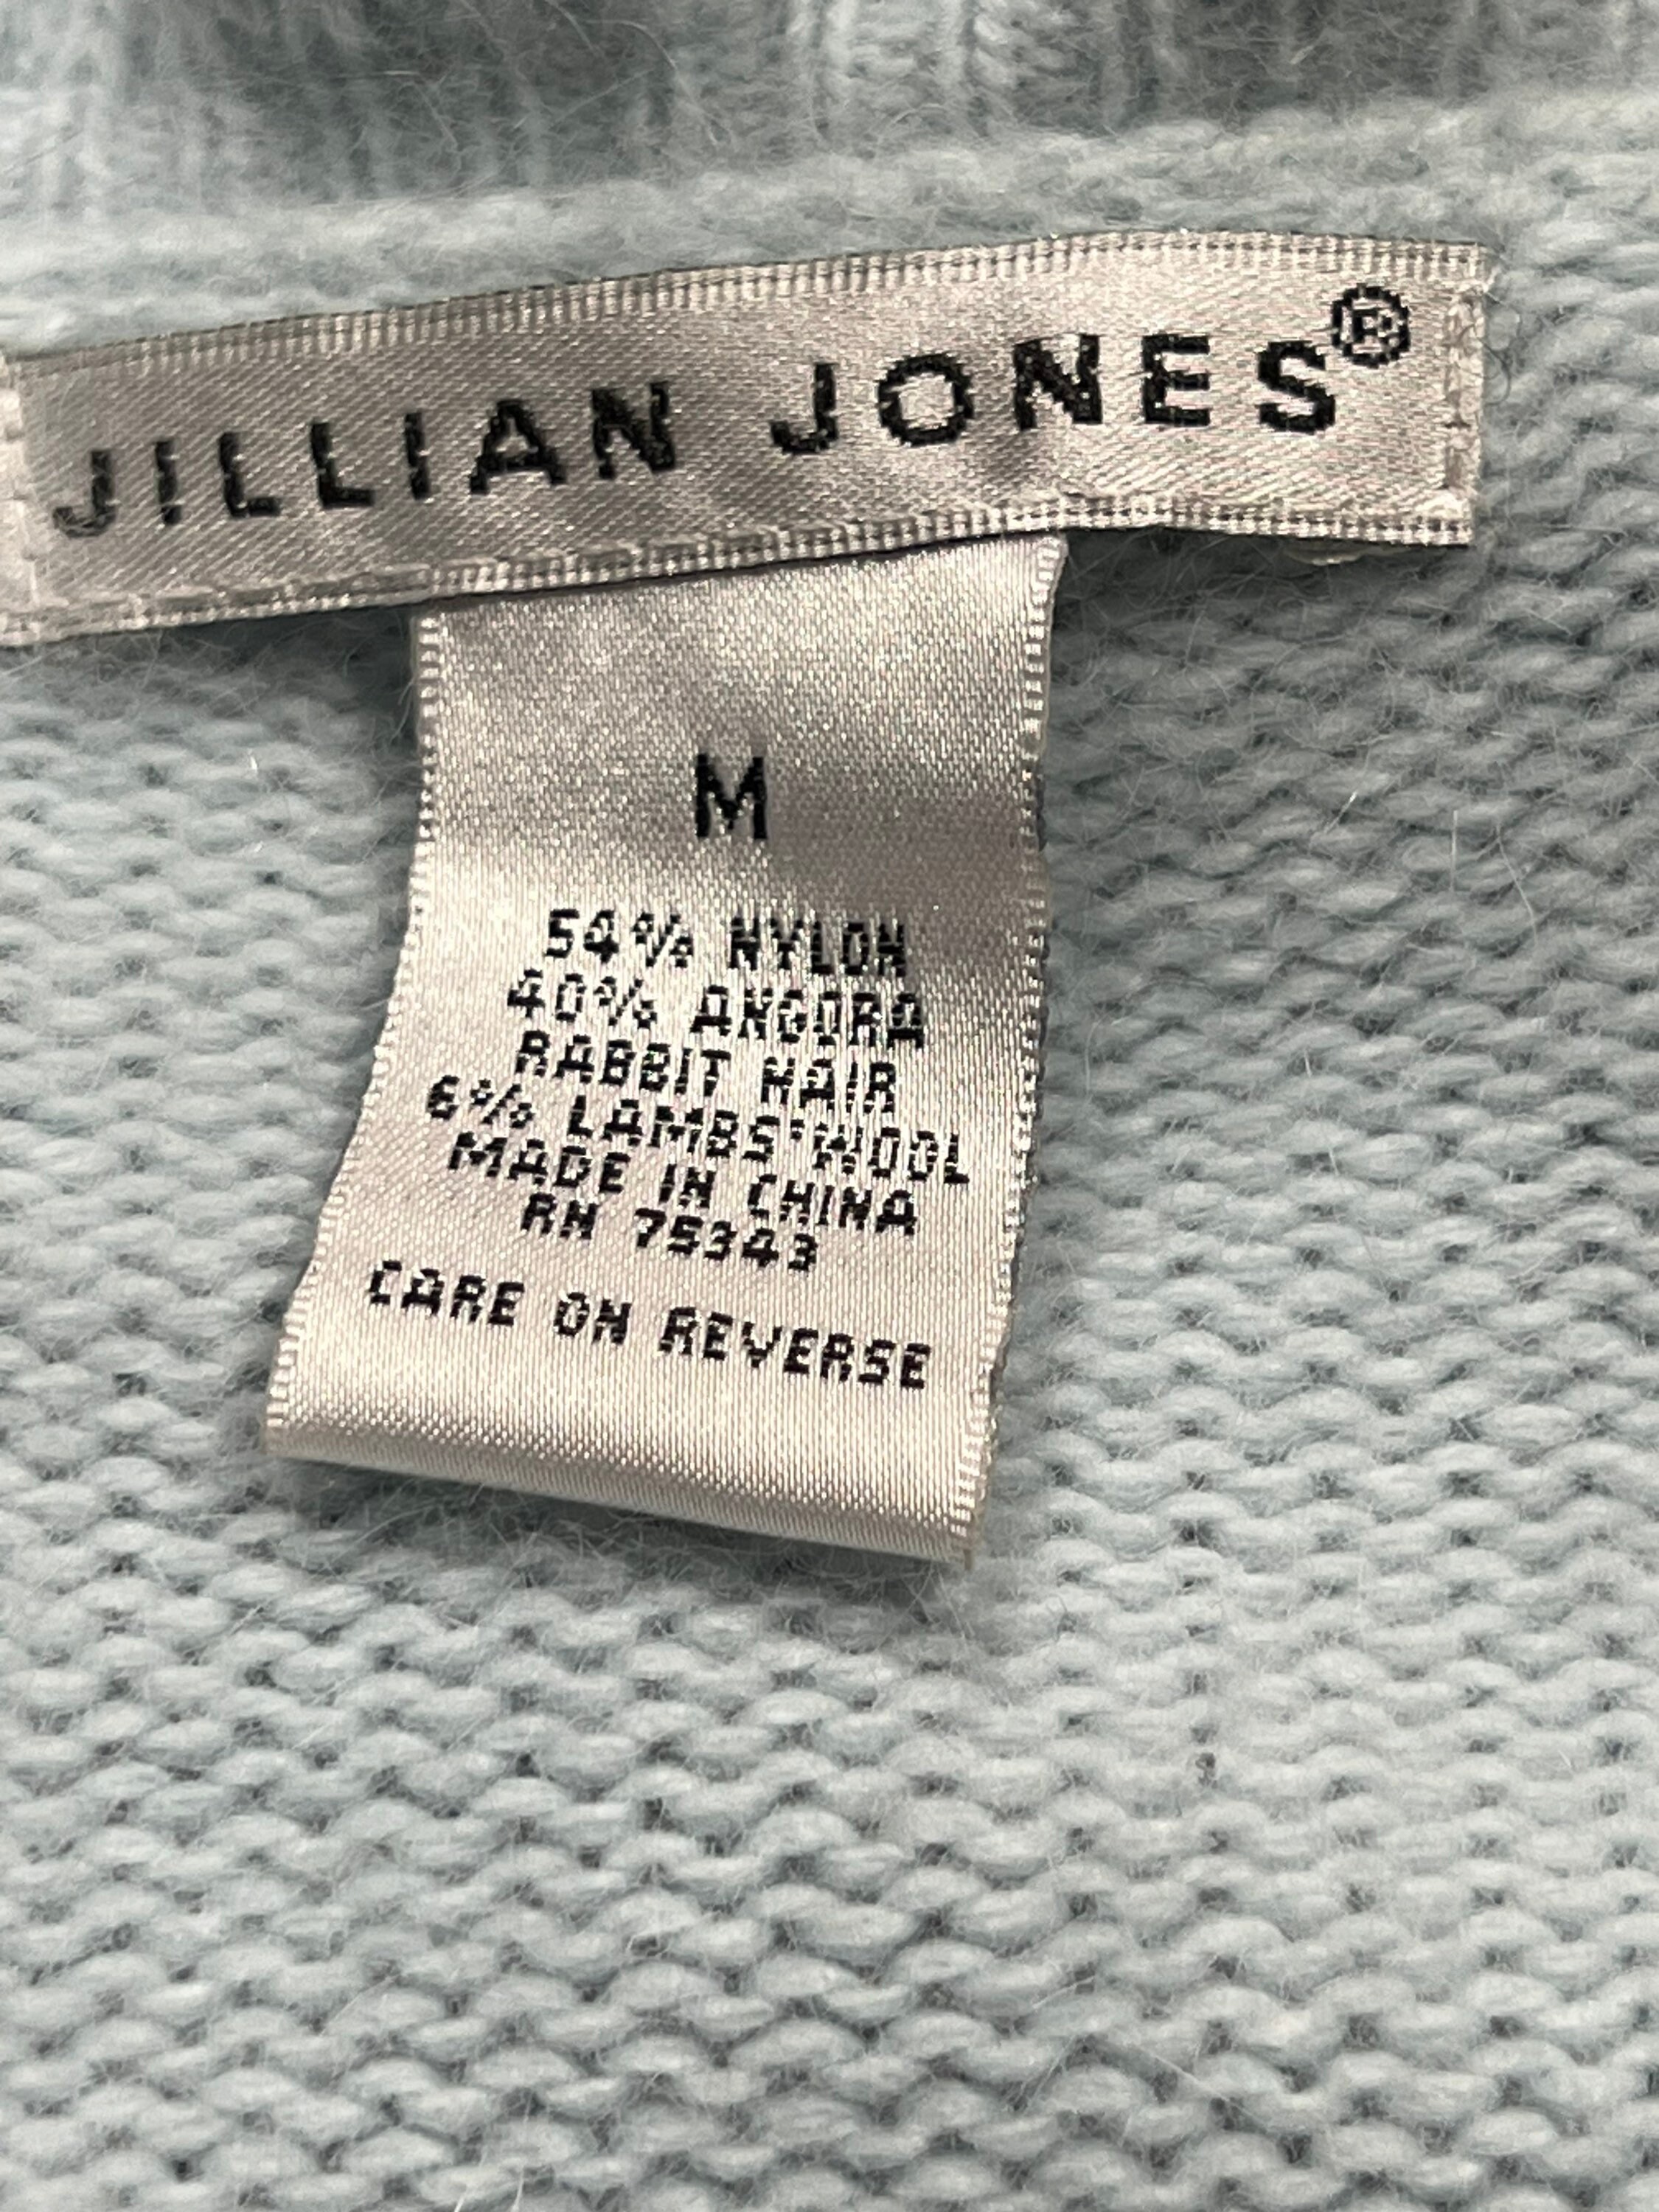 JILLIAN JONES®
M
54% NYLON
40% ANGORA
RABBIT HAIR
6% LAMBS'WOOL
MADE IN CHINA
RN 75343
CARE ON REVERSE